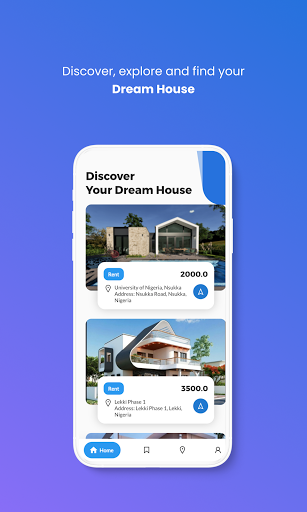 Discover, explore and find your
Dream House
Discover
Your Dream House
Rent
2000.0
University of Nigeria, Nsukka
Address: Nsukka Road, Nsukka,
Nigeria
Rent
3500.0
Lekki Phase 1
Address: Lekki Phase 1, Lekki,
Nigeria
Home